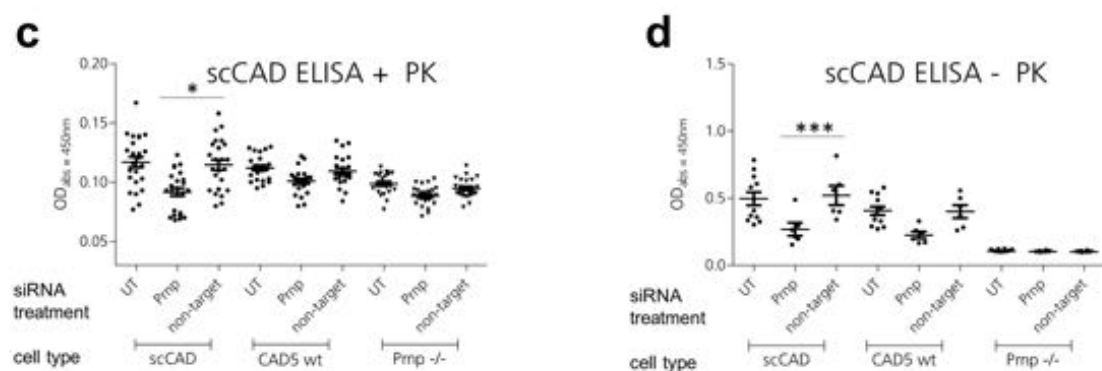 c
scCAD ELISA + PK
*
OD abs = 450nm
0.20
0.15
0.10
0.05
siRNA treatment
UT
Prnp
non-target
UT
Prnp
non-target
UT
Prnp
non-target
cell type
scCAD
CAD5 wt
Prnp -/-
d
scCAD ELISA - PK
***
OD abs = 450nm
1.5
1.0
0.5
0.0
siRNA treatment
UT
Prnp
non-target
UT
Prnp
non-target
UT
Prnp
non-target
cell type
scCAD
CAD5 wt
Prnp -/-